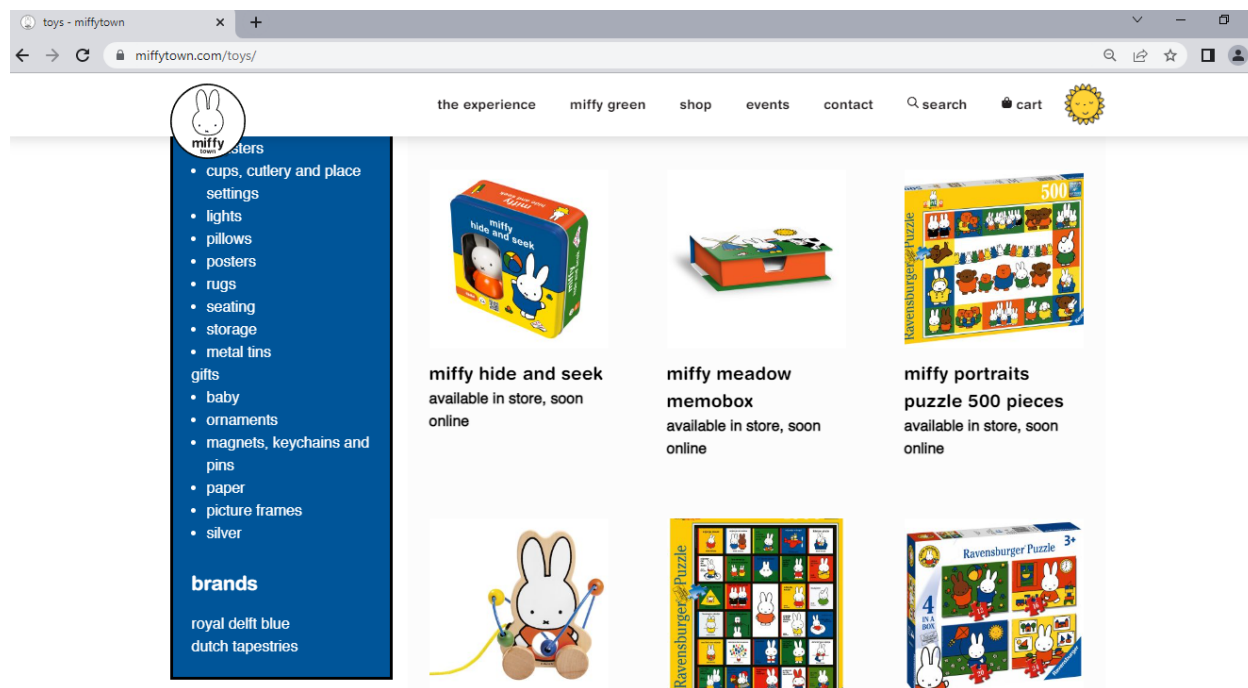 toys - miffytown
miffytown.com/toys/
miffy
town
the experience
miffy green
shop
events
contact
search
cart
cups, cutlery and place
settings
lights
pillows
posters
rugs
seating
storage
metal tins
gifts
baby
ornaments
magnets, keychains and
pins
paper
picture frames
silver
brands
royal delft blue
dutch tapestries
miffy
hide and seek
miffy hide and seek
available in store, soon
online
miffy meadow
memobox
available in store, soon
online
500
Ravensburger Puzzle
miffy portraits
puzzle 500 pieces
available in store, soon
online
Ravensburger Puzzle
Ravensburger Puzzle
3+
4
IN A
BOX
Ravensburger